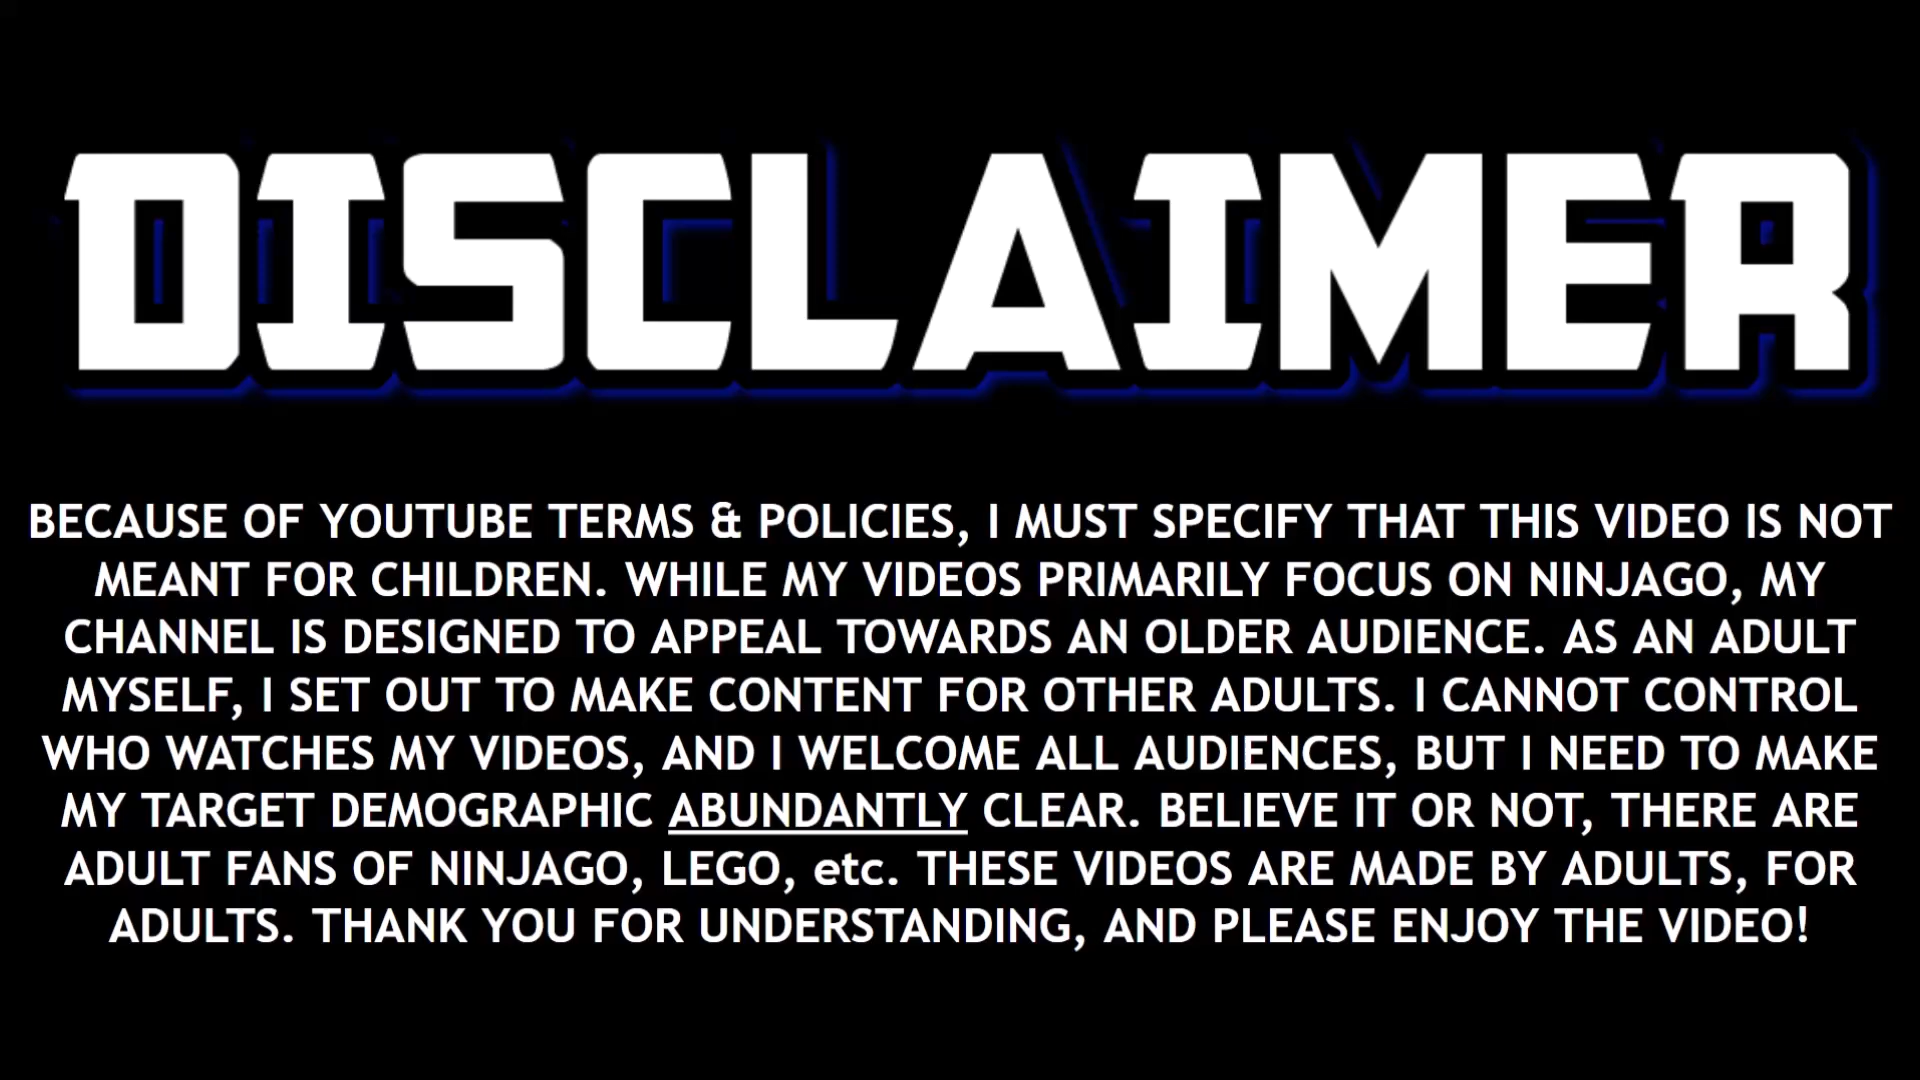 DISCLAIMER
BECAUSE OF YOUTUBE TERMS & POLICIES, I MUST SPECIFY THAT THIS VIDEO IS NOT
MEANT FOR CHILDREN. WHILE MY VIDEOS PRIMARILY FOCUS ON NINJAGO, MY
CHANNEL IS DESIGNED TO APPEAL TOWARDS AN OLDER AUDIENCE. AS AN ADULT
MYSELF, I SET OUT TO MAKE CONTENT FOR OTHER ADULTS. I CANNOT CONTROL
WHO WATCHES MY VIDEOS, AND I WELCOME ALL AUDIENCES, BUT I NEED TO MAKE
MY TARGET DEMOGRAPHIC ABUNDANTLY CLEAR. BELIEVE IT OR NOT, THERE ARE
ADULT FANS OF NINJAGO, LEGO, etc. THESE VIDEOS ARE MADE BY ADULTS, FOR
ADULTS. THANK YOU FOR UNDERSTANDING, AND PLEASE ENJOY THE VIDEO!